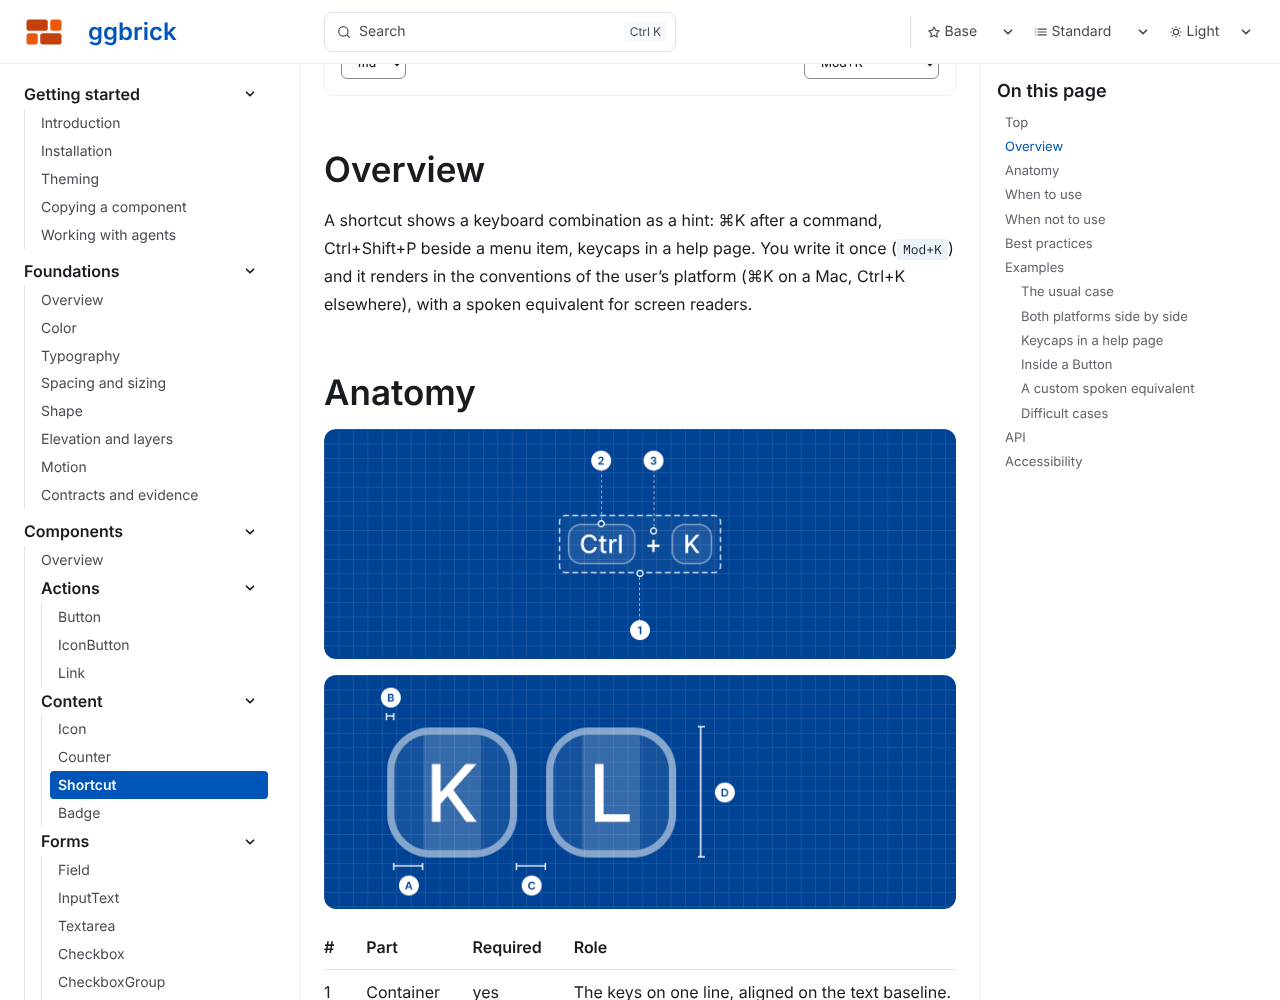 ggbrick
Search
Ctrl K
Base
Standard
Light
Getting started
Introduction
Installation
Theming
Copying a component
Working with agents
Foundations
Overview
Color
Typography
Spacing and sizing
Shape
Elevation and layers
Motion
Contracts and evidence
Components
Overview
Actions
Button
IconButton
Link
Content
Icon
Counter
Shortcut
Badge
Forms
Field
InputText
Textarea
Checkbox
CheckboxGroup
md
Mod+K
Overview
A shortcut shows a keyboard combination as a hint: ⌘K after a command,
Ctrl+Shift+P beside a menu item, keycaps in a help page. You write it once ( Mod+K )
and it renders in the conventions of the user’s platform (⌘K on a Mac, Ctrl+K
elsewhere), with a spoken equivalent for screen readers.
Anatomy
2
3
Ctrl + K
1
B
K
L
D
A
C
# Part Required Role
1 Container yes The keys on one line, aligned on the text baseline.
On this page
Top
Overview
Anatomy
When to use
When not to use
Best practices
Examples
The usual case
Both platforms side by side
Keycaps in a help page
Inside a Button
A custom spoken equivalent
Difficult cases
API
Accessibility